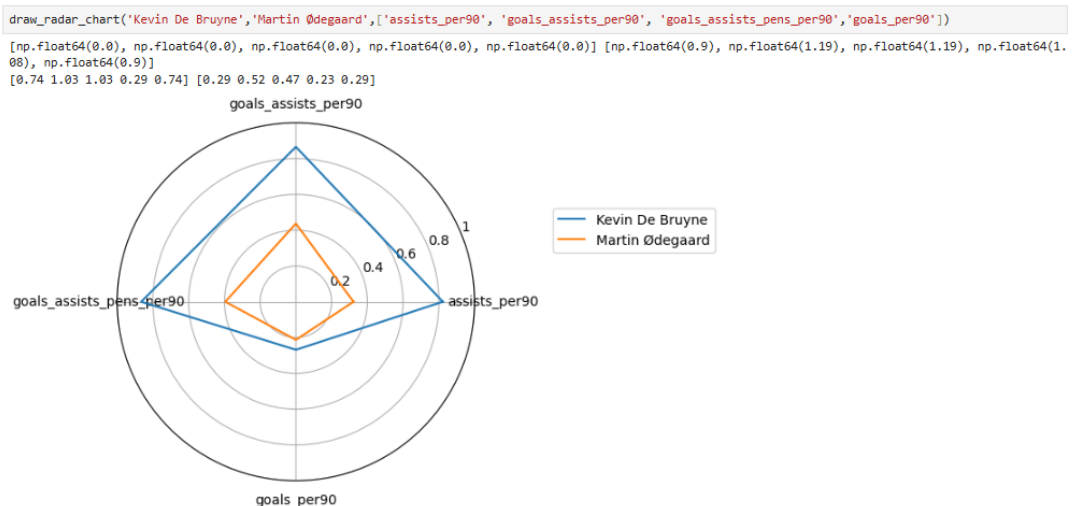 draw_radar_chart('Kevin De Bruyne','Martin Ødegaard',['assists_per90', 'goals_assists_per90', 'goals_assists_pens_per90','goals_per90'])
[np.float64(0.0), np.float64(0.0), np.float64(0.0), np.float64(0.0), np.float64(0.0)] [np.float64(0.9), np.float64(1.19), np.float64(1.19), np.float64(1.
08), np.float64(0.9)]
[0.74 1.03 1.03 0.29 0.74] [0.29 0.52 0.47 0.23 0.29]
goals_assists_per90
1
0.8
0.6
0.4
0.2
Kevin De Bruyne
Martin Ødegaard
goals_assists_pens_per90
assists_per90
goals_per90